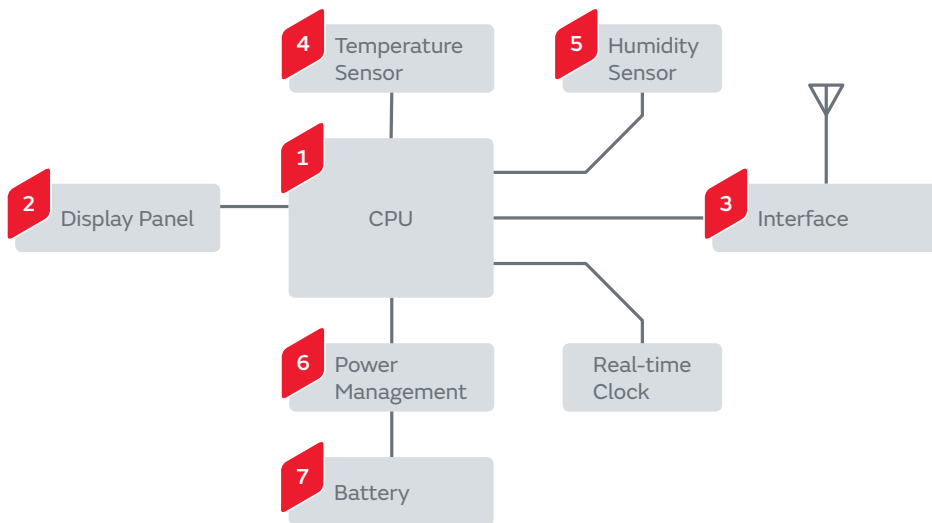 4
Temperature
Sensor
5
Humidity
Sensor
1
CPU
2
Display Panel
3
Interface
6
Power
Management
Real-time
Clock
7
Battery